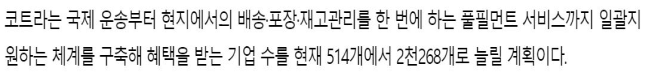 코트라는 국제 운송부터 현지에서의 배송·포장·재고관리를 한 번에 하는 풀필먼트 서비스까지 일괄지
원하는 체계를 구축해 혜택을 받는 기업 수를 현재 514개에서 2천268개로 늘릴 계획이다.